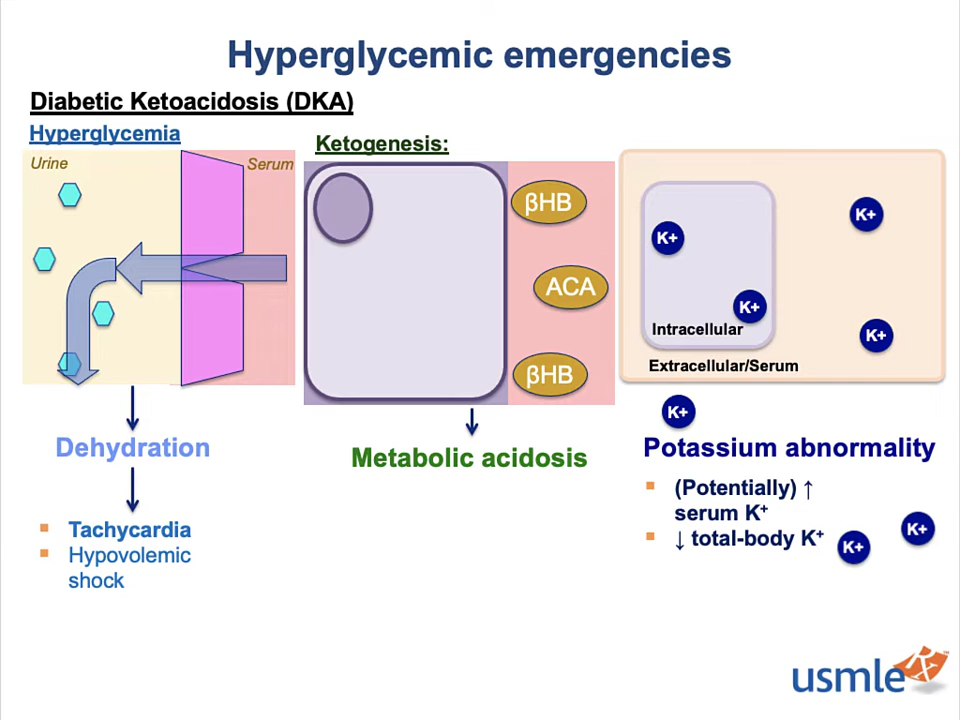 Hyperglycemic emergencies
Diabetic Ketoacidosis (DKA)
Hyperglycemia
Urine
Serum
Ketogenesis:
βHB
ACA
βHB
K+
K+
K+
K+
Intracellular
Extracellular/Serum
K+
Dehydration
Metabolic acidosis
Potassium abnormality
Tachycardia
Hypovolemic
shock
(Potentially) ↑
serum K⁺
↓ total-body K⁺
K+
K+
usmle
Rx